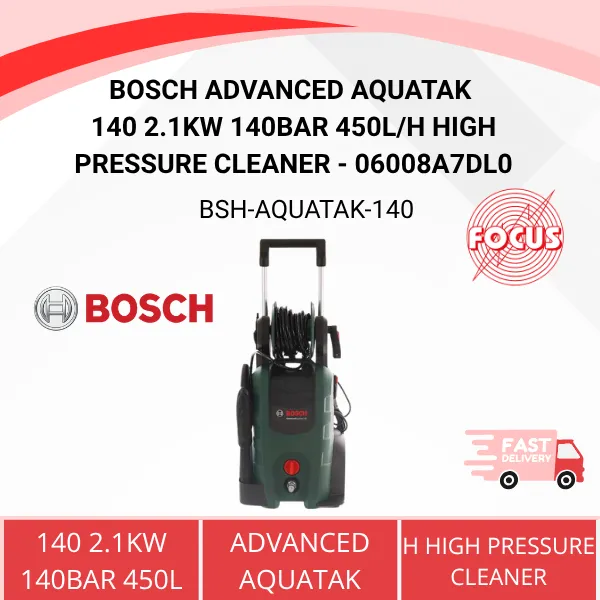 BOSCH ADVANCED AQUATAK
140 2.1KW 140BAR 450L/H HIGH
PRESSURE CLEANER - 06008A7DL0
BSH-AQUATAK-140
FOCUS
BOSCH
BOSCH
FAST
DELIVERY
140 2.1KW
140BAR 450L
ADVANCED
AQUATAK
H HIGH PRESSURE
CLEANER